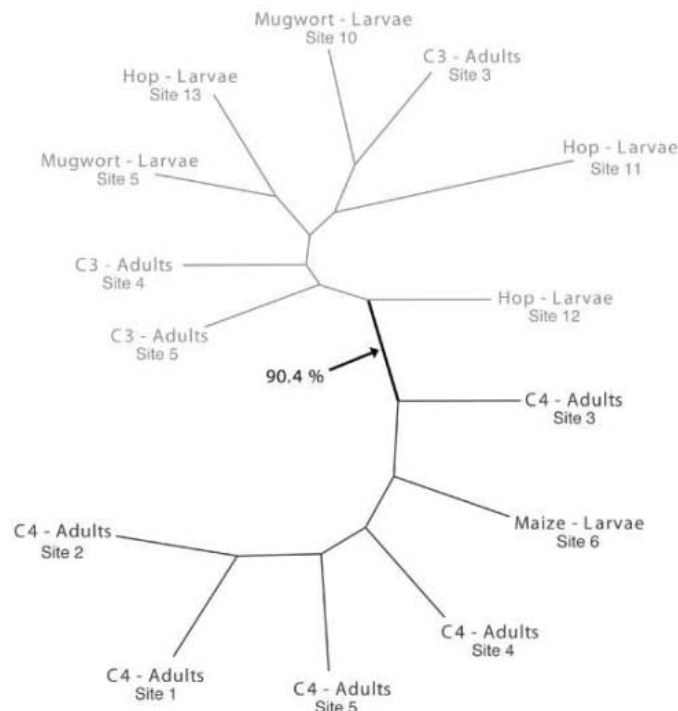 Mugwort - Larvae
Site 10
C3 - Adults
Site 3
Hop - Larvae
Site 13
Hop - Larvae
Site 11
Mugwort - Larvae
Site 5
C3 - Adults
Site 4
Hop - Larvae
Site 12
C3 - Adults
Site 5
90.4 %
C4 - Adults
Site 3
Maize - Larvae
Site 6
C4 - Adults
Site 2
C4 - Adults
Site 4
C4 - Adults
Site 1
C4 - Adults
Site 5